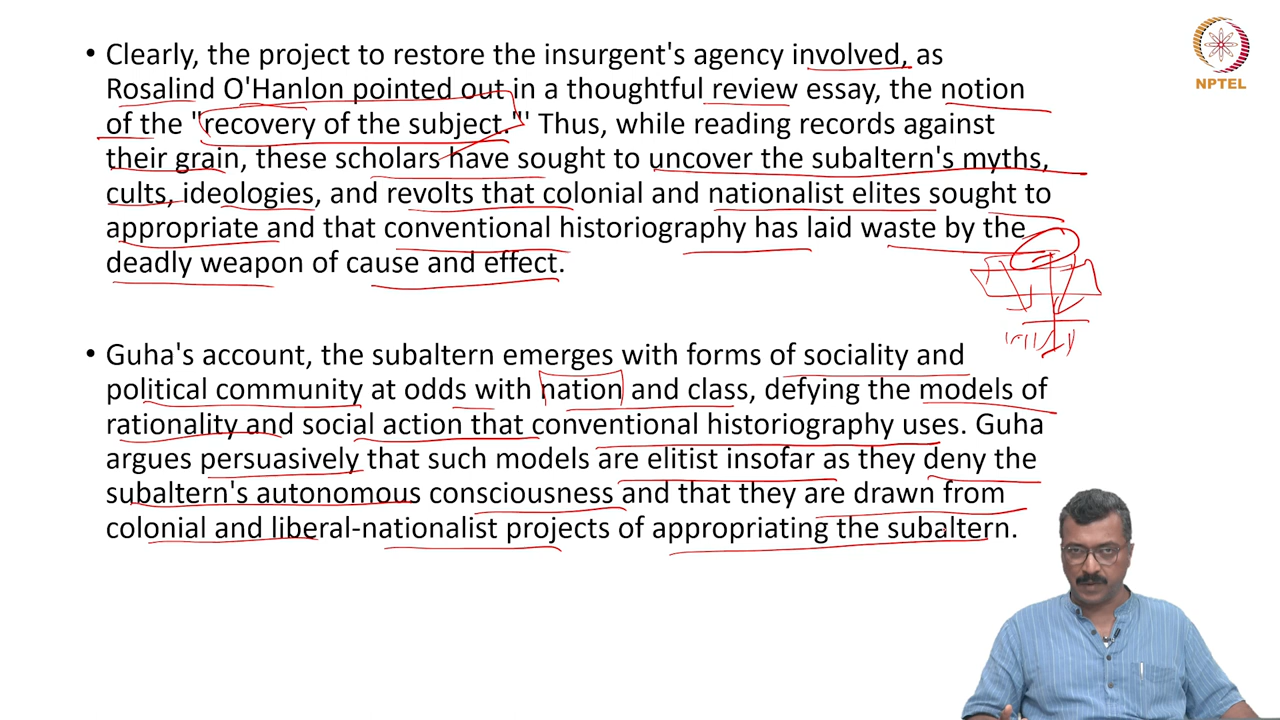 NPTEL
• Clearly, the project to restore the insurgent's agency involved, as
Rosalind O'Hanlon pointed out in a thoughtful review essay, the notion
of the "recovery of the subject."' Thus, while reading records against
their grain, these scholars have sought to uncover the subaltern's myths,
cults, ideologies, and revolts that colonial and nationalist elites sought to
appropriate and that conventional historiography has laid waste by the
deadly weapon of cause and effect.
• Guha's account, the subaltern emerges with forms of sociality and
political community at odds with nation and class, defying the models of
rationality and social action that conventional historiography uses. Guha
argues persuasively that such models are elitist insofar as they deny the
subaltern's autonomous consciousness and that they are drawn from
colonial and liberal-nationalist projects of appropriating the subaltern.